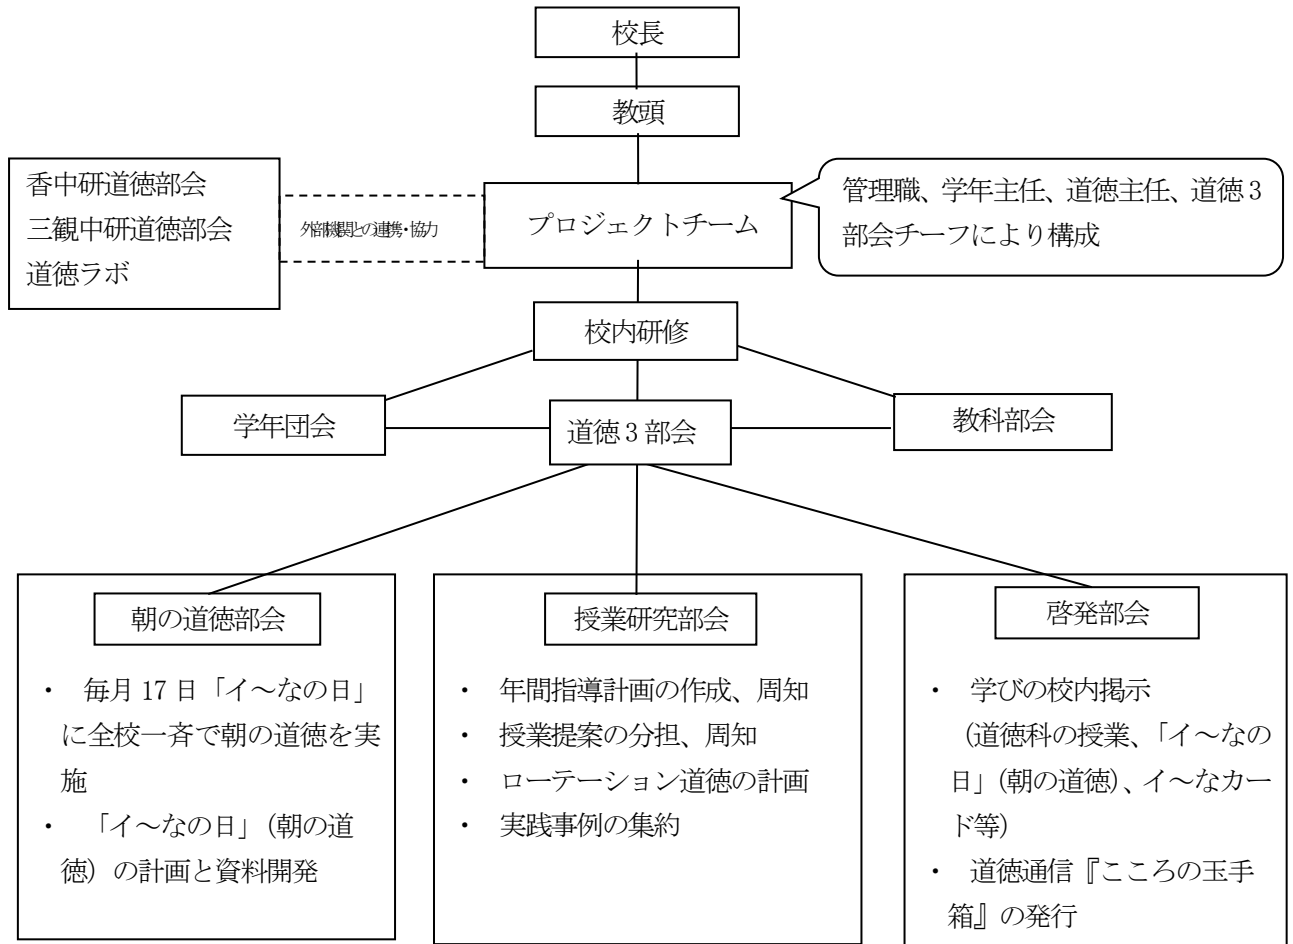 校長
教頭
香中研道徳部会
三観中研道徳部会
道徳ラボ
外部機関との連携・協力
プロジェクトチーム
管理職、学年主任、道徳主任、道徳3
部会チーフにより構成
校内研修
学年団会
道徳3部会
教科部会
朝の道徳部会
・ 毎月17日「イ～なの日」
に全校一斉で朝の道徳を実
施
・ 「イ～なの日」(朝の道
徳)の計画と資料開発
授業研究部会
・ 年間指導計画の作成、周知
・ 授業提案の分担、周知
・ ローテーション道徳の計画
・ 実践事例の集約
啓発部会
・ 学びの校内掲示
(道徳科の授業、「イ～なの
日」(朝の道徳)、イ～なカー
ド等)
・ 道徳通信『こころの玉手
箱』の発行